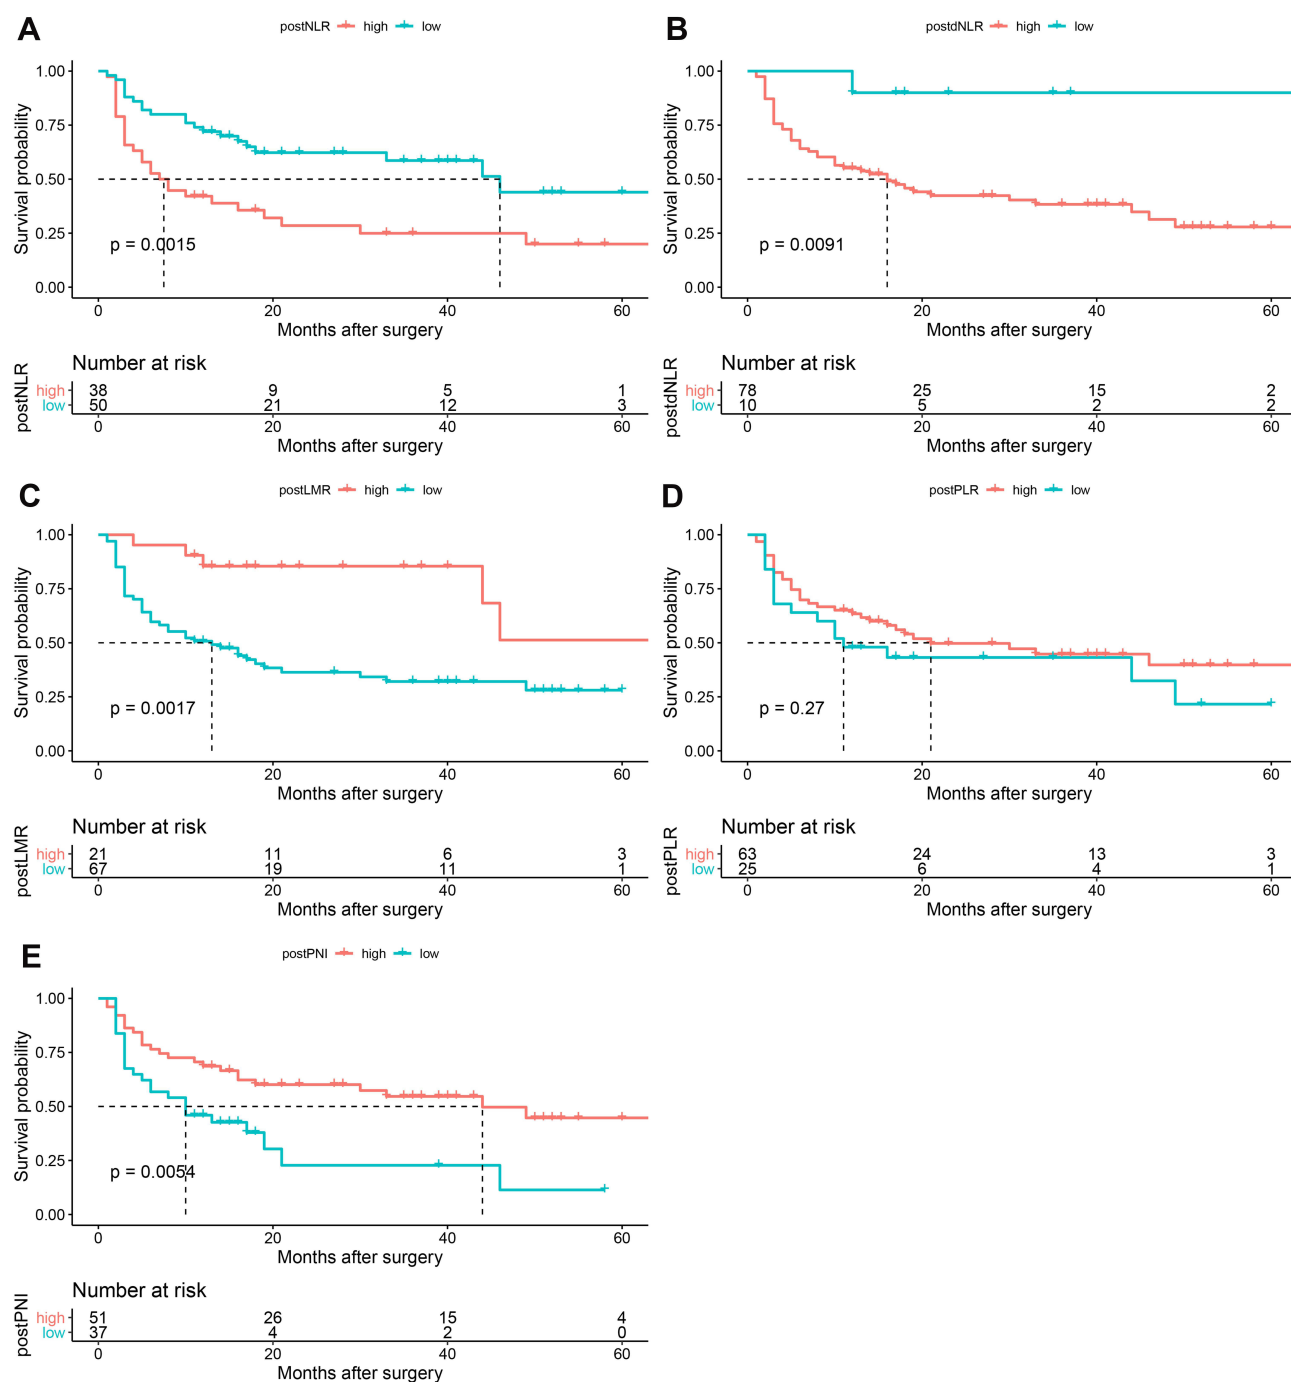 A
postNLR high low
Survival probability
1.00
0.75
0.50
0.25
0.00
p = 0.0015
0 20 40 60
Months after surgery
Number at risk
postNLR
high 38 9 5 1
low 50 21 12 3
0 20 40 60
Months after surgery
B
postdNLR high low
Survival probability
1.00
0.75
0.50
0.25
0.00
p = 0.0091
0 20 40 60
Months after surgery
Number at risk
postdNLR
high 78 25 15 2
low 10 5 2 2
0 20 40 60
Months after surgery
C
postLMR high low
Survival probability
1.00
0.75
0.50
0.25
0.00
p = 0.0017
0 20 40 60
Months after surgery
Number at risk
postLMR
high 21 11 6 3
low 67 19 11 1
0 20 40 60
Months after surgery
D
postPLR high low
Survival probability
1.00
0.75
0.50
0.25
0.00
p = 0.27
0 20 40 60
Months after surgery
Number at risk
postPLR
high 63 24 13 3
low 25 6 4 1
0 20 40 60
Months after surgery
E
postPNI high low
Survival probability
1.00
0.75
0.50
0.25
0.00
p = 0.0054
0 20 40 60
Months after surgery
Number at risk
postPNI
high 51 26 15 4
low 37 4 2 0
0 20 40 60
Months after surgery